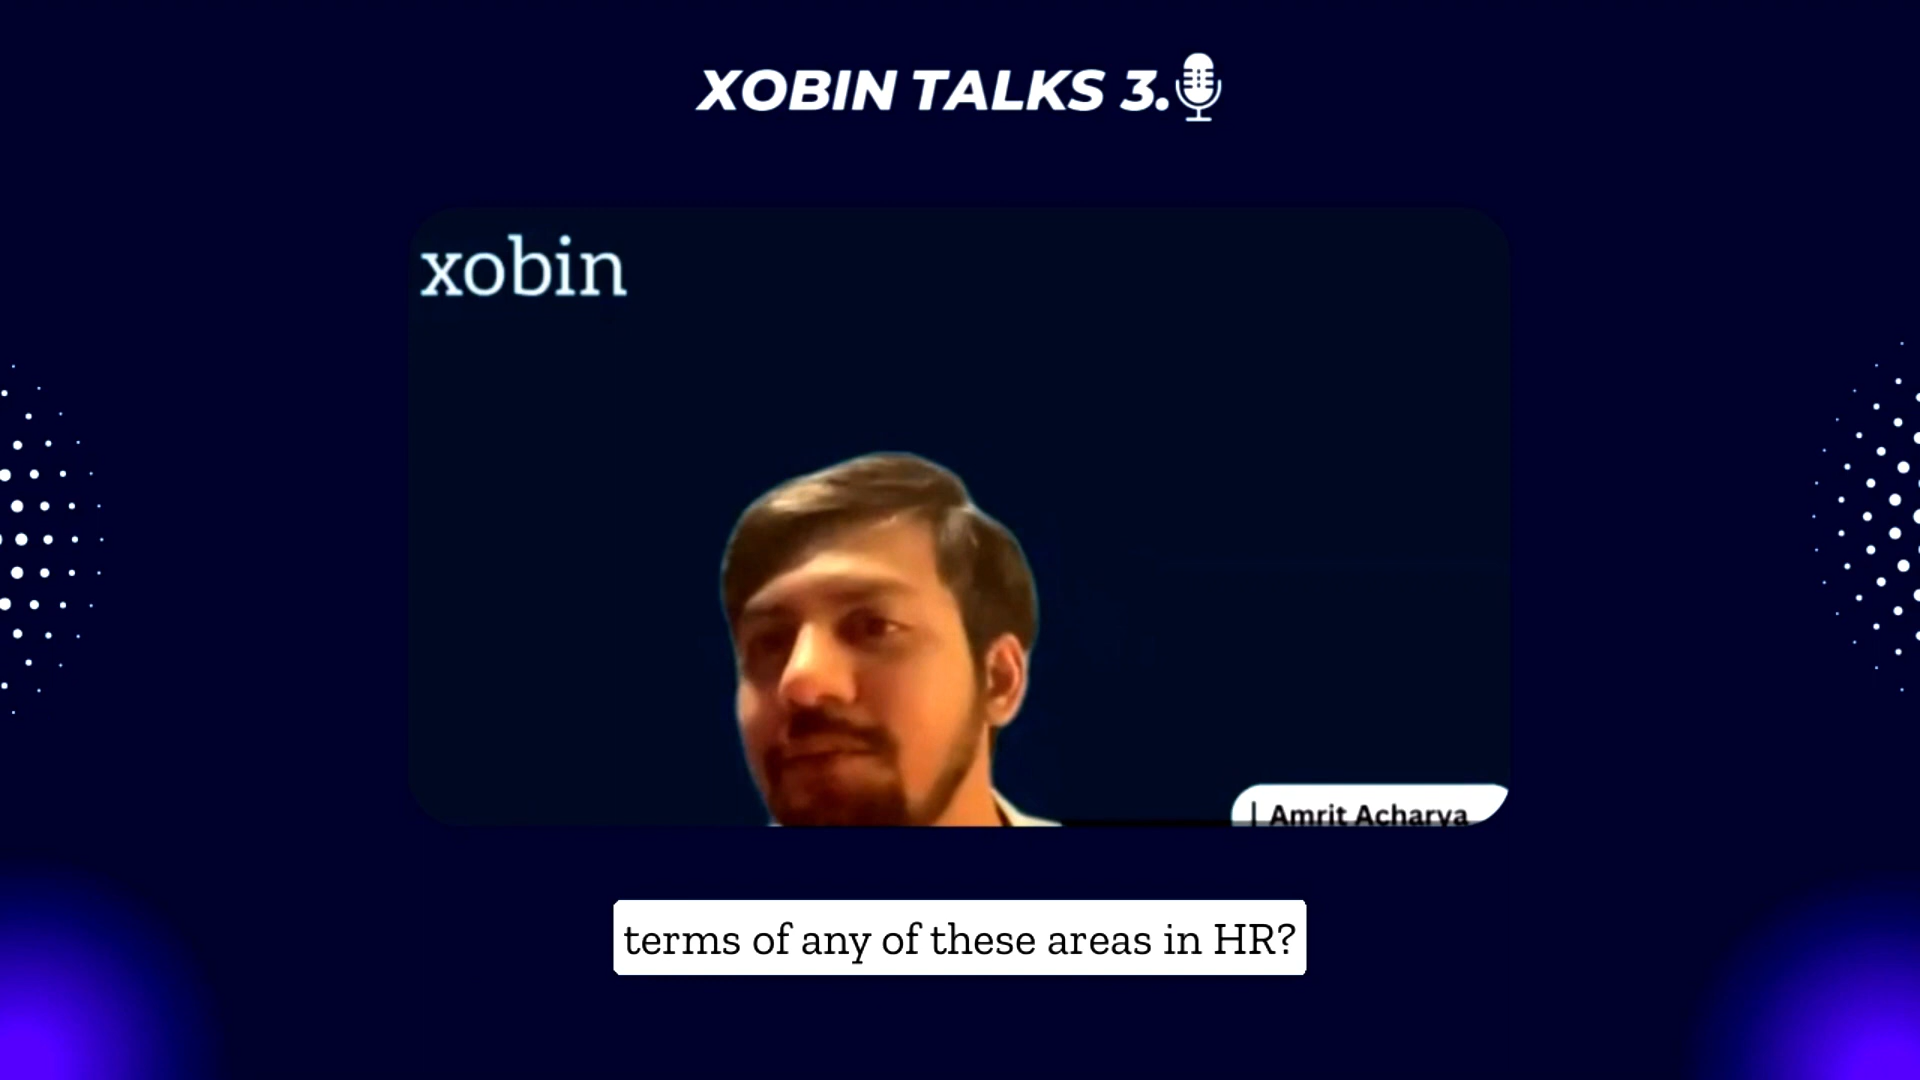 XOBIN TALKS 3.
xobin
| Amrit Acharya
terms of any of these areas in HR?